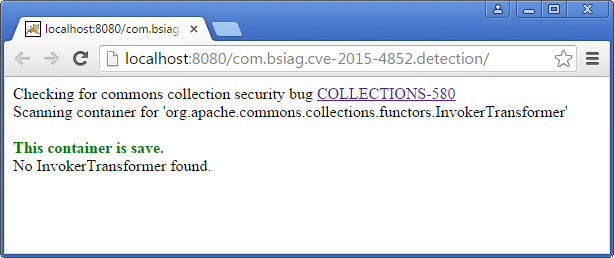 localhost:8080/com.bsiag.
localhost:8080/com.bsiag.cve-2015-4852.detection/
Checking for commons collection security bug COLLECTIONS-580
Scanning container for 'org.apache.commons.collections.functors.InvokerTransformer'
This container is save.
No InvokerTransformer found.